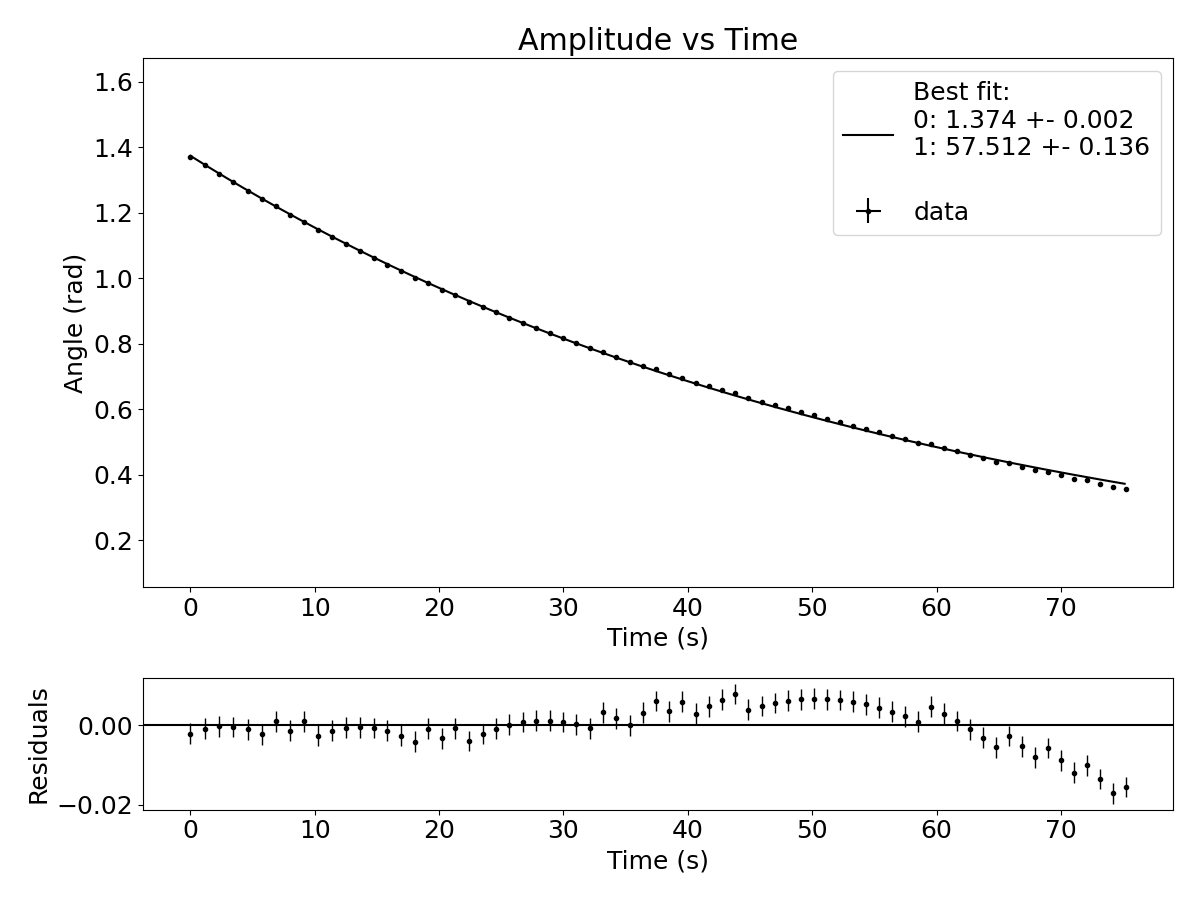 Amplitude vs Time
Angle (rad)
1.6
1.4
1.2
1.0
0.8
0.6
0.4
0.2
Best fit:
0: 1.374 +- 0.002
1: 57.512 +- 0.136
data
0 10 20 30 40 50 60 70
Time (s)
Residuals
0.00
−0.02
0 10 20 30 40 50 60 70
Time (s)